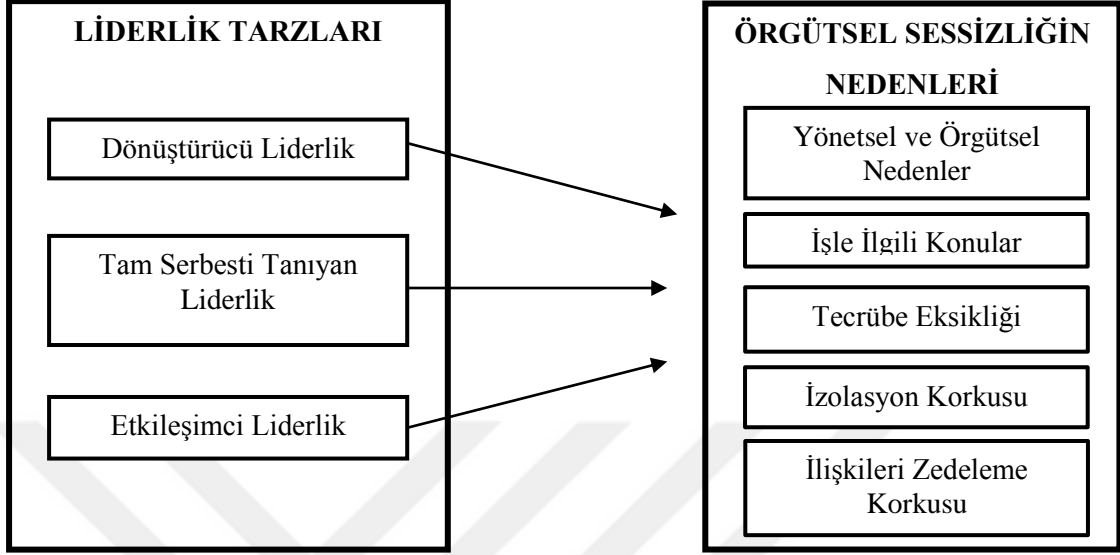 LİDERLİK TARZLARI
Dönüştürücü Liderlik
Tam Serbesti Tanıyan
Liderlik
Etkileşimci Liderlik
ÖRGÜTSEL SESSİZLİĞİN
NEDENLERİ
Yönetsel ve Örgütsel
Nedenler
İşle İlgili Konular
Tecrübe Eksikliği
İzolasyon Korkusu
İlişkileri Zedeleme
Korkusu